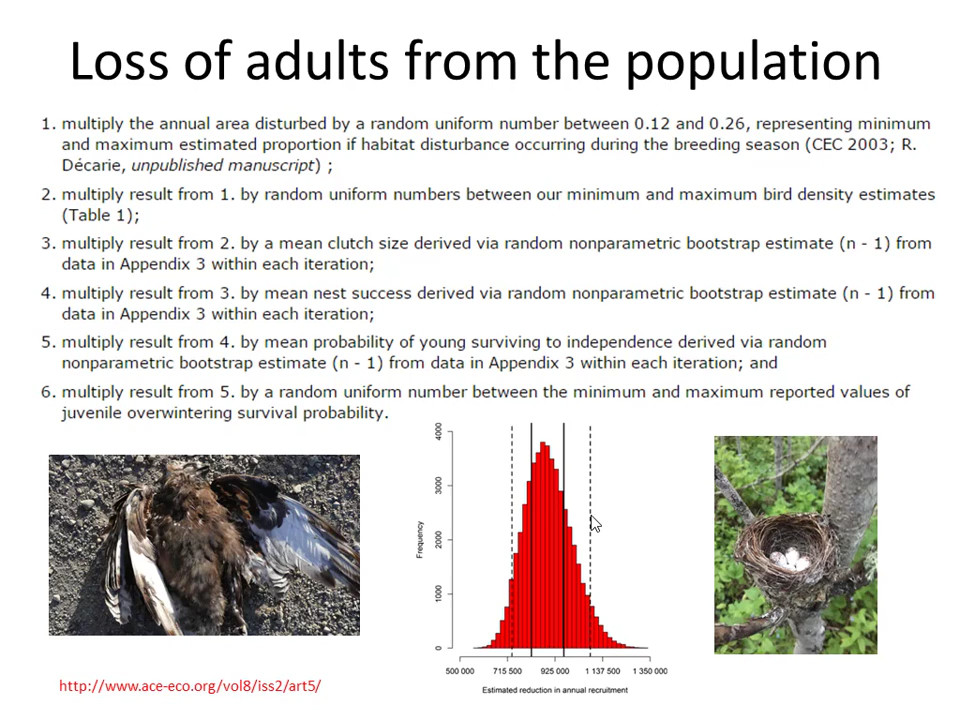 Loss of adults from the population
1. multiply the annual area disturbed by a random uniform number between 0.12 and 0.26, representing minimum
and maximum estimated proportion if habitat disturbance occurring during the breeding season (CEC 2003; R.
Décarie, unpublished manuscript) ;
2. multiply result from 1. by random uniform numbers between our minimum and maximum bird density estimates
(Table 1);
3. multiply result from 2. by a mean clutch size derived via random nonparametric bootstrap estimate (n - 1) from
data in Appendix 3 within each iteration;
4. multiply result from 3. by mean nest success derived via random nonparametric bootstrap estimate (n - 1) from
data in Appendix 3 within each iteration;
5. multiply result from 4. by mean probability of young surviving to independence derived via random
nonparametric bootstrap estimate (n - 1) from data in Appendix 3 within each iteration; and
6. multiply result from 5. by a random uniform number between the minimum and maximum reported values of
juvenile overwintering survival probability.
4000
3000
2000
1000
0
Frequency
500 000 715 500 925 000 1 137 500 1 350 000
Estimated reduction in annual recruitment
http://www.ace-eco.org/vol8/iss2/art5/